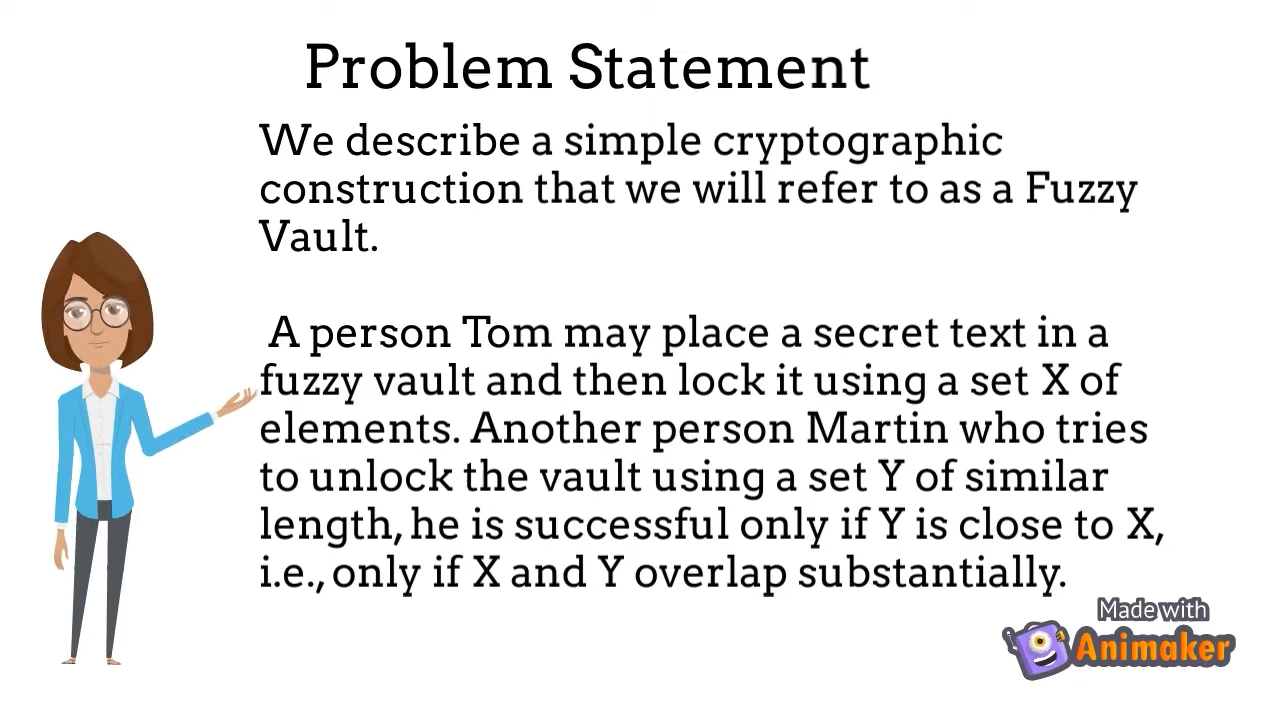 Problem Statement
We describe a simple cryptographic
construction that we will refer to as a Fuzzy
Vault.
A person Tom may place a secret text in a
fuzzy vault and then lock it using a set X of
elements. Another person Martin who tries
to unlock the vault using a set Y of similar
length, he is successful only if Y is close to X,
i.e., only if X and Y overlap substantially.
Made with
Animaker